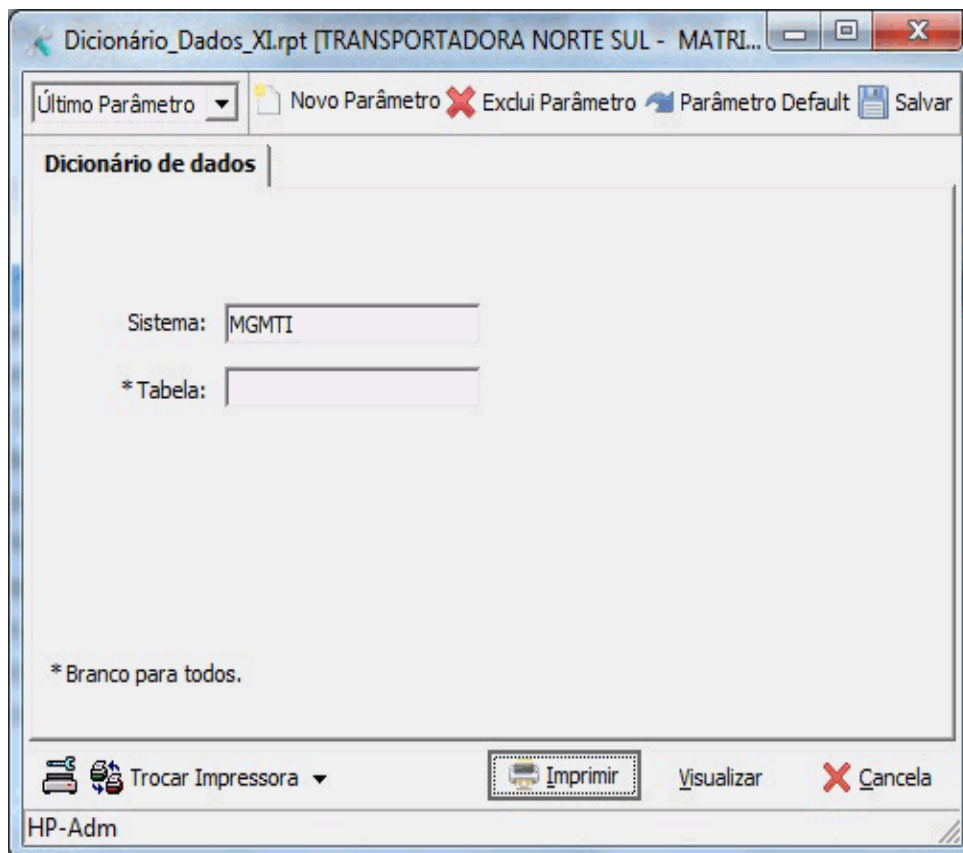 Dicionário_Dados_XI.rpt [TRANSPORTADORA NORTE SUL - MATRI...
Último Parâmetro Novo Parâmetro Exclui Parâmetro Parâmetro Default Salvar
Dicionário de dados
Sistema: MGMTI
* Tabela:
* Branco para todos.
Trocar Impressora Imprimir Visualizar Cancela
HP-Adm